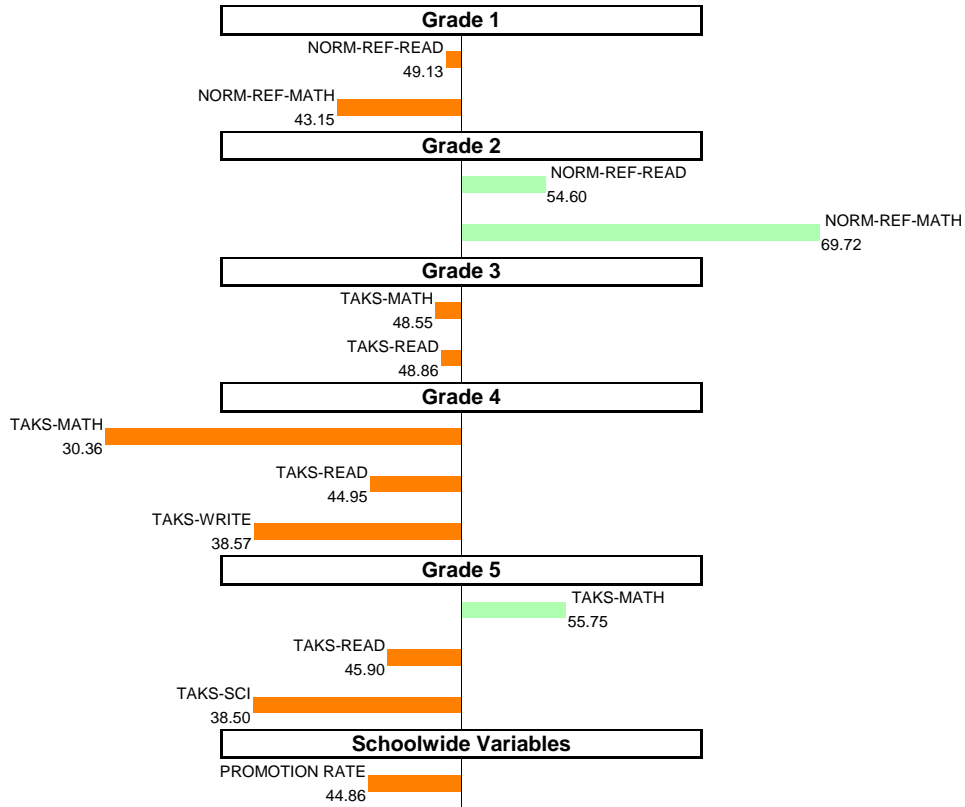 Grade 1
NORM-REF-READ
49.13
NORM-REF-MATH
43.15
Grade 2
NORM-REF-READ
54.60
NORM-REF-MATH
69.72
Grade 3
TAKS-MATH
48.55
TAKS-READ
48.86
Grade 4
TAKS-MATH
30.36
TAKS-READ
44.95
TAKS-WRITE
38.57
Grade 5
TAKS-MATH
55.75
TAKS-READ
45.90
TAKS-SCI
38.50
Schoolwide Variables
PROMOTION RATE
44.86